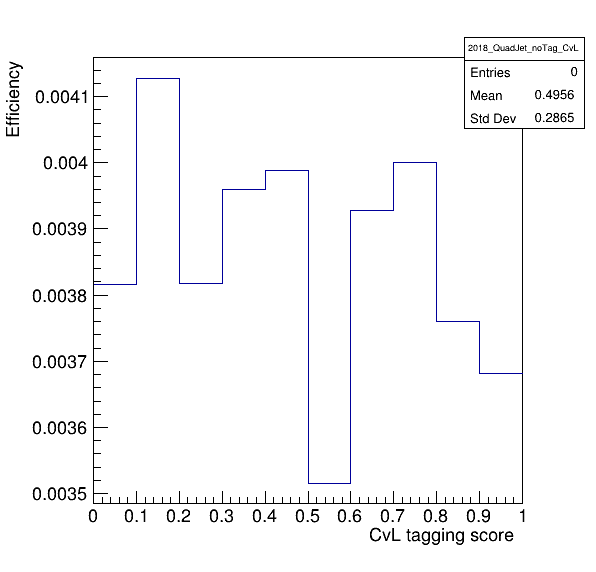 2018_QuadJet_noTag_CvL
Entries 0
Mean 0.4956
Std Dev 0.2865
Efficiency
0.0041
0.004
0.0039
0.0038
0.0037
0.0036
0.0035
0 0.1 0.2 0.3 0.4 0.5 0.6 0.7 0.8 0.9 1
CvL tagging score